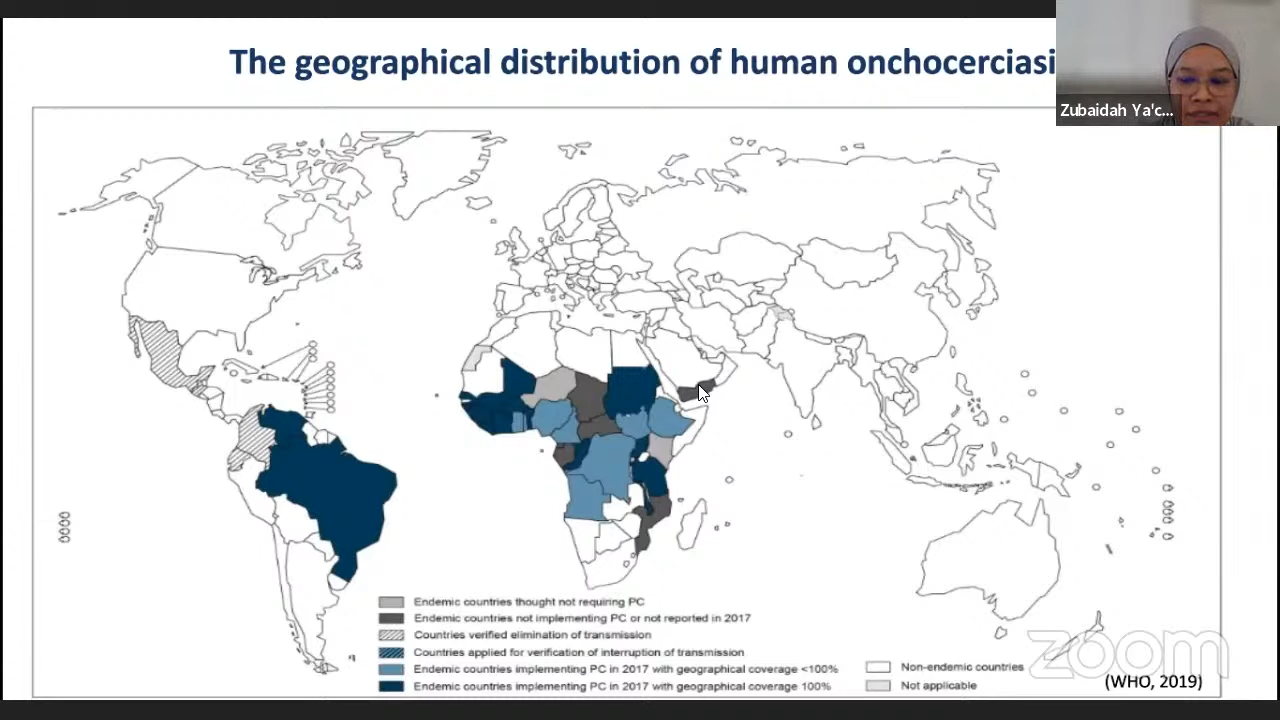 The geographical distribution of human onchocerciasi
Zubaidah Ya'c...
Endemic countries thought not requiring PC
Endemic countries not implementing PC or not reported in 2017
Countries verified elimination of transmission
Countries applied for verification of interruption of transmission
Endemic countries implementing PC in 2017 with geographical coverage <100%
Endemic countries implementing PC in 2017 with geographical coverage 100%
Non-endemic countries
Not applicable
zoom
(WHO, 2019)